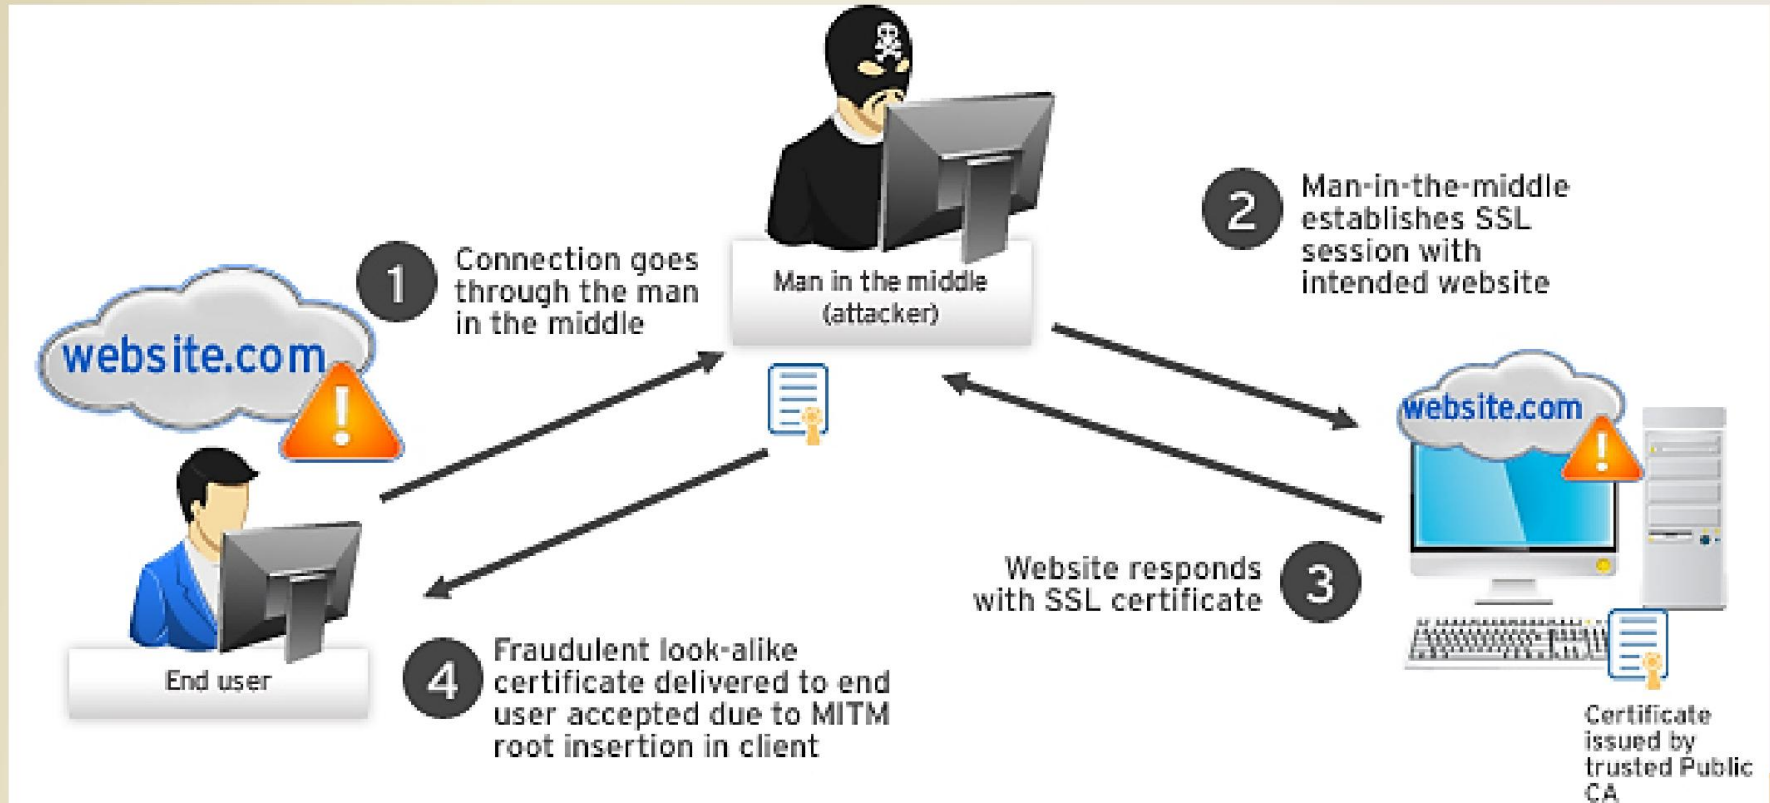 website.com
1
Connection goes
through the man
in the middle
Man in the middle
(attacker)
2
Man-in-the-middle
establishes SSL
session with
intended website
website.com
Website responds
with SSL certificate
3
End user
4
Fraudulent look-alike
certificate delivered to end
user accepted due to MITM
root insertion in client
Certificate
issued by
trusted Public
CA